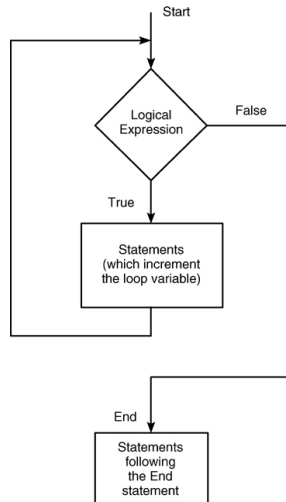 Start
Logical
Expression
False
True
Statements
(which increment
the loop variable)
End
Statements
following
the End
statement